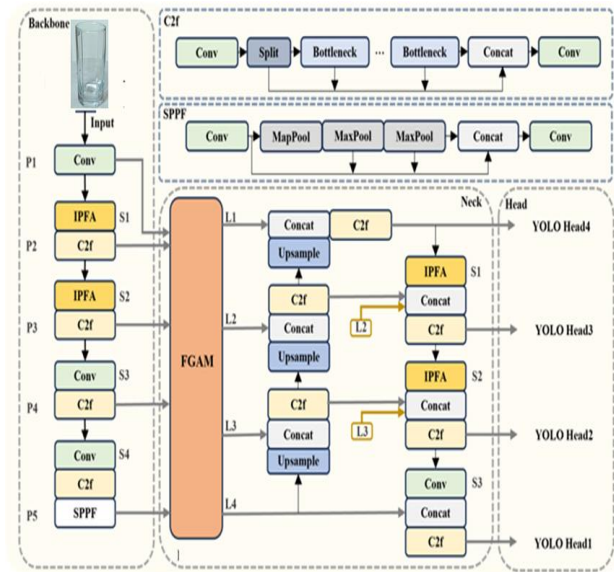 Backbone
Input
P1
Conv
IPFA
S1
P2
C2f
IPFA
S2
P3
C2f
Conv
S3
P4
C2f
Conv
S4
C2f
P5
SPPF
C2f
Conv
Split
Bottleneck
...
Bottleneck
Concat
Conv
SPPF
Conv
MapPool
MaxPool
MaxPool
Concat
Conv
FGAM
L1
L2
L3
L4
Neck
Concat
C2f
Upsample
C2f
Concat
Upsample
C2f
Concat
Upsample
IPFA
S1
Concat
L2
C2f
IPFA
S2
Concat
L3
C2f
Conv
S3
Concat
C2f
Head
YOLO Head4
YOLO Head3
YOLO Head2
YOLO Head1